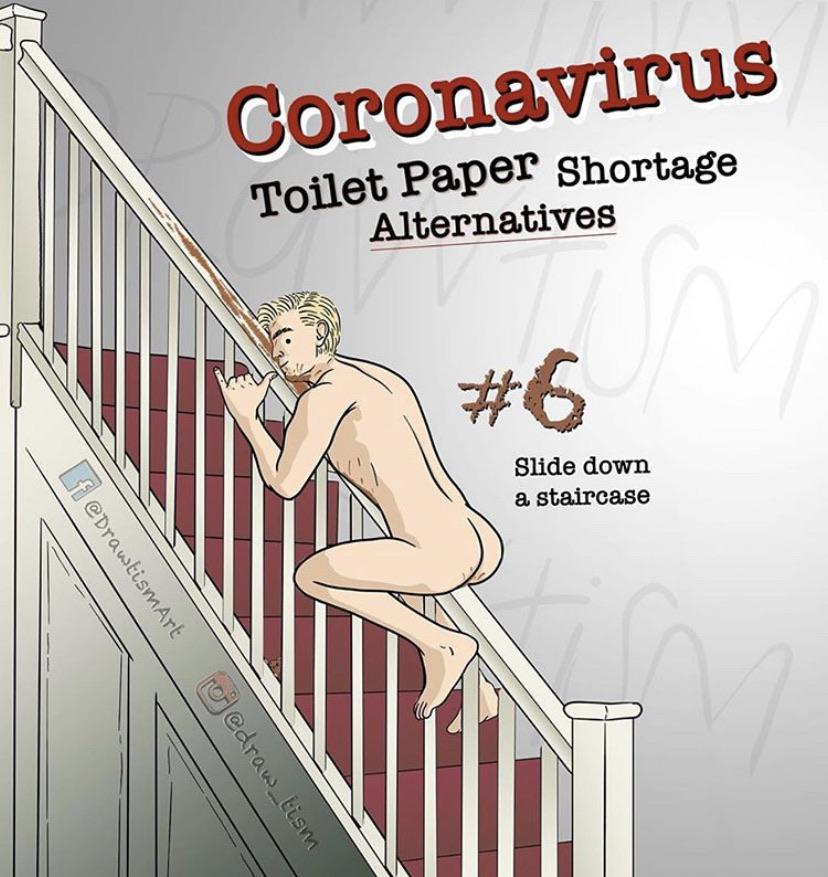 Coronavirus
Toilet Paper Shortage
Alternatives
#6
Slide down
a staircase
@DrawtismArt
@draw_tism